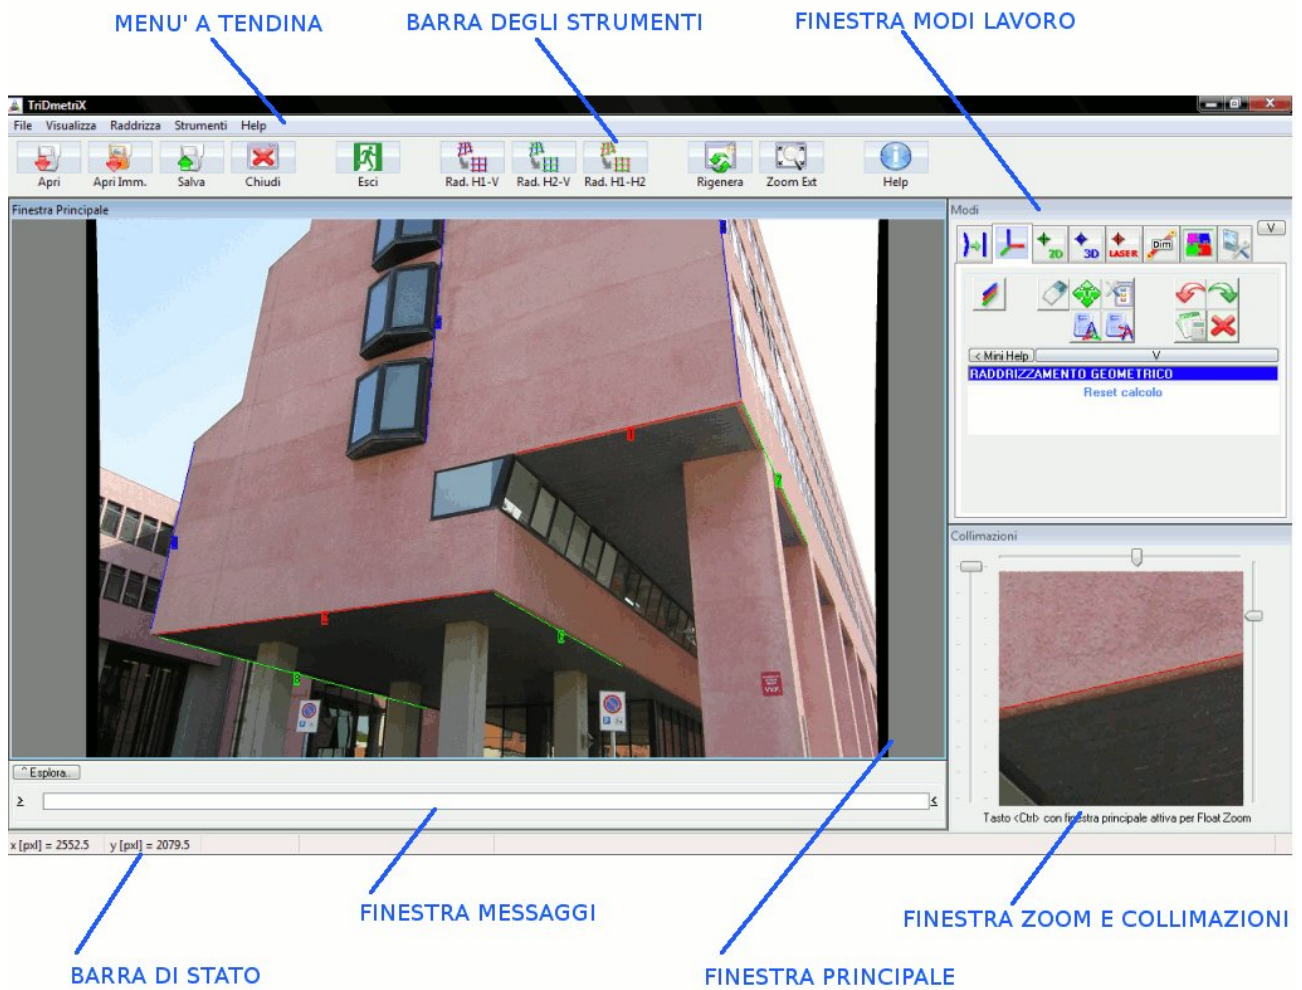 MENU' A TENDINA
BARRA DEGLI STRUMENTI
FINESTRA MODI LAVORO
TriDmetriX
File Visualizza Raddrizza Strumenti Help
Apri Apri Imm. Salva Chiudi Esci Rad. H1-V Rad. H2-V Rad. H1-H2 Rigenera Zoom Ext Help
Finestra Principale
Modi
V
2D 3D LASER Dim
< Mini Help V
RADDRIZZAMENTO GEOMETRICO
Reset calcolo
Collimazioni
V.V.F.
^ Esplora..
> <
Tasto <Ctrl> con finestra principale attiva per Float Zoom
x [pxl] = 2552.5 y [pxl] = 2079.5
FINESTRA MESSAGGI
FINESTRA ZOOM E COLLIMAZIONI
BARRA DI STATO
FINESTRA PRINCIPALE